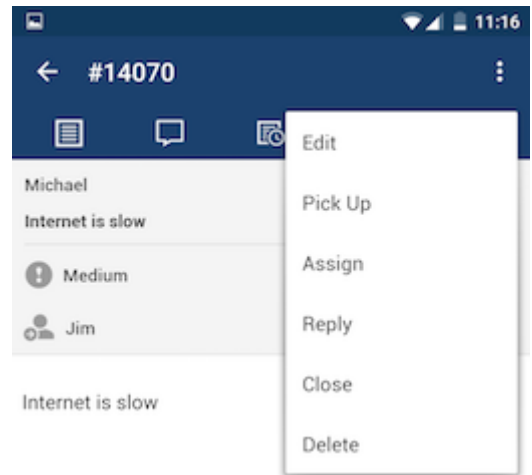 11:16
#14070
Michael
Internet is slow
Medium
Jim
Internet is slow
Edit
Pick Up
Assign
Reply
Close
Delete